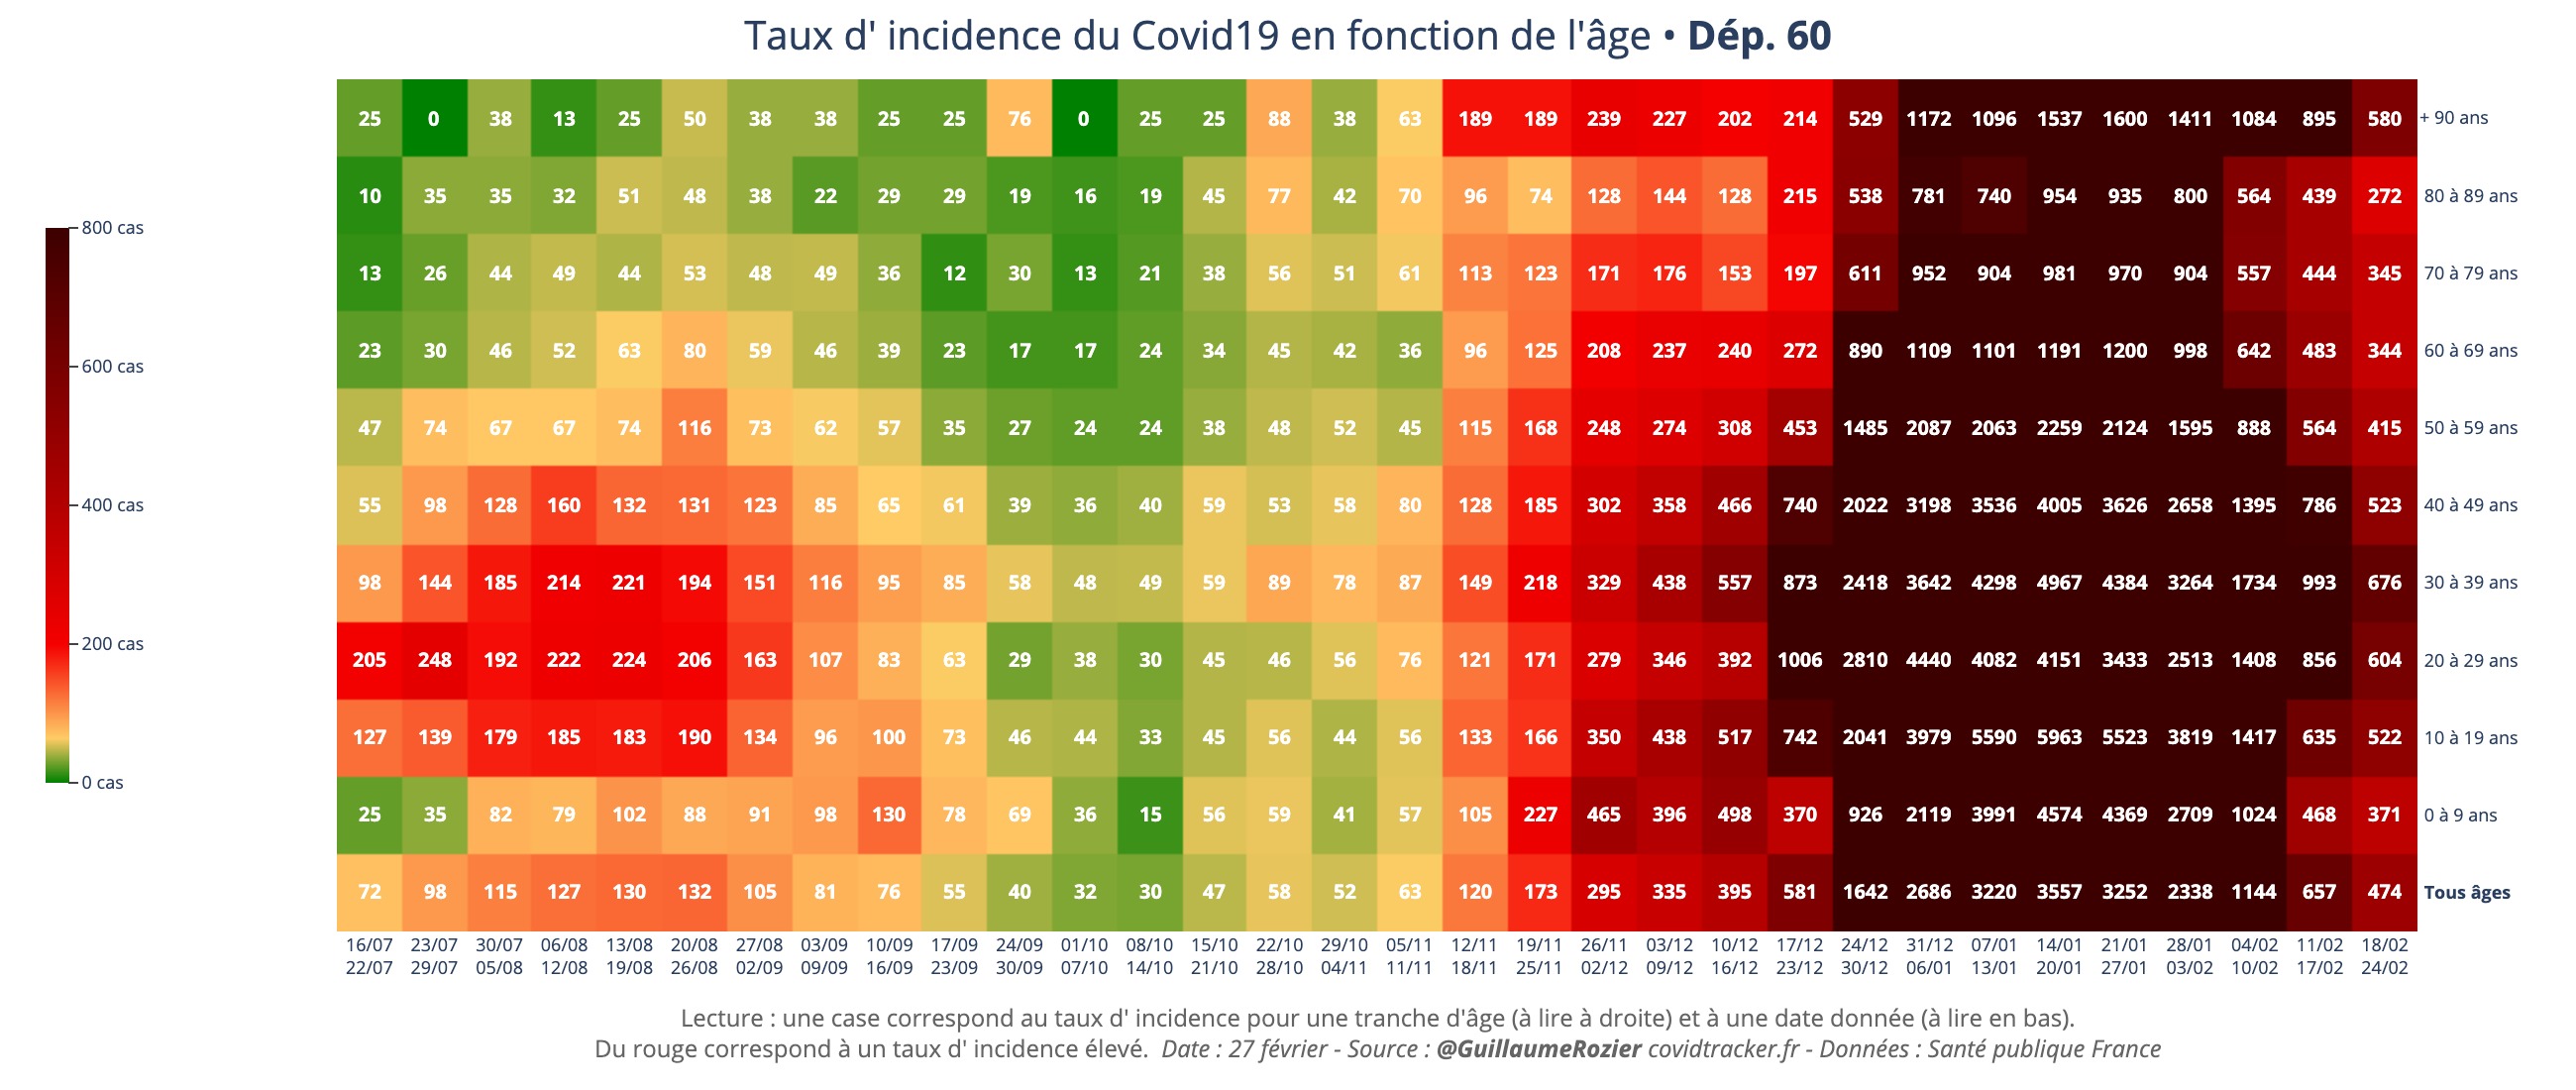 Taux d' incidence du Covid19 en fonction de l'âge • Dép. 60
25 0 38 13 25 50 38 38 25 25 76 0 25 25 88 38 63 189 189 239 227 202 214 529 1172 1096 1537 1600 1411 1084 895 580 + 90 ans
10 35 35 32 51 48 38 22 29 29 19 16 19 45 77 42 70 96 74 128 144 128 215 538 781 740 954 935 800 564 439 272 80 à 89 ans
800 cas
13 26 44 49 44 53 48 49 36 12 30 13 21 38 56 51 61 113 123 171 176 153 197 611 952 904 981 970 904 557 444 345 70 à 79 ans
23 30 46 52 63 80 59 46 39 23 17 17 24 34 45 42 36 96 125 208 237 240 272 890 1109 1101 1191 1200 998 642 483 344 60 à 69 ans
600 cas
47 74 67 67 74 116 73 62 57 35 27 24 24 38 48 52 45 115 168 248 274 308 453 1485 2087 2063 2259 2124 1595 888 564 415 50 à 59 ans
400 cas
55 98 128 160 132 131 123 85 65 61 39 36 40 59 53 58 80 128 185 302 358 466 740 2022 3198 3536 4005 3626 2658 1395 786 523 40 à 49 ans
98 144 185 214 221 194 151 116 95 85 58 48 49 59 89 78 87 149 218 329 438 557 873 2418 3642 4298 4967 4384 3264 1734 993 676 30 à 39 ans
200 cas
205 248 192 222 224 206 163 107 83 63 29 38 30 45 46 56 76 121 171 279 346 392 1006 2810 4440 4082 4151 3433 2513 1408 856 604 20 à 29 ans
127 139 179 185 183 190 134 96 100 73 46 44 33 45 56 44 56 133 166 350 438 517 742 2041 3979 5590 5963 5523 3819 1417 635 522 10 à 19 ans
0 cas
25 35 82 79 102 88 91 98 130 78 69 36 15 56 59 41 57 105 227 465 396 498 370 926 2119 3991 4574 4369 2709 1024 468 371 0 à 9 ans
72 98 115 127 130 132 105 81 76 55 40 32 30 47 58 52 63 120 173 295 335 395 581 1642 2686 3220 3557 3252 2338 1144 657 474 Tous âges
16/07 23/07 30/07 06/08 13/08 20/08 27/08 03/09 10/09 17/09 24/09 01/10 08/10 15/10 22/10 29/10 05/11 12/11 19/11 26/11 03/12 10/12 17/12 24/12 31/12 07/01 14/01 21/01 28/01 04/02 11/02 18/02
22/07 29/07 05/08 12/08 19/08 26/08 02/09 09/09 16/09 23/09 30/09 07/10 14/10 21/10 28/10 04/11 11/11 18/11 25/11 02/12 09/12 16/12 23/12 30/12 06/01 13/01 20/01 27/01 03/02 10/02 17/02 24/02
Lecture : une case correspond au taux d' incidence pour une tranche d'âge (à lire à droite) et à une date donnée (à lire en bas).
Du rouge correspond à un taux d' incidence élevé. Date : 27 février - Source : @GuillaumeRozier covidtracker.fr - Données : Santé publique France